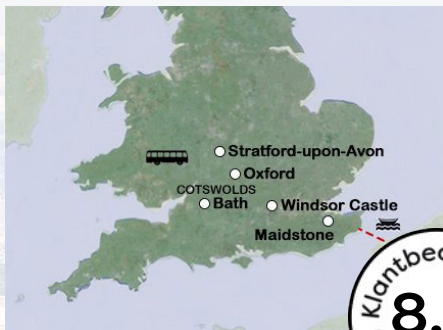 Stratford-upon-Avon
Oxford
COTSWOLDS
Bath
Windsor Castle
Maidstone
8.